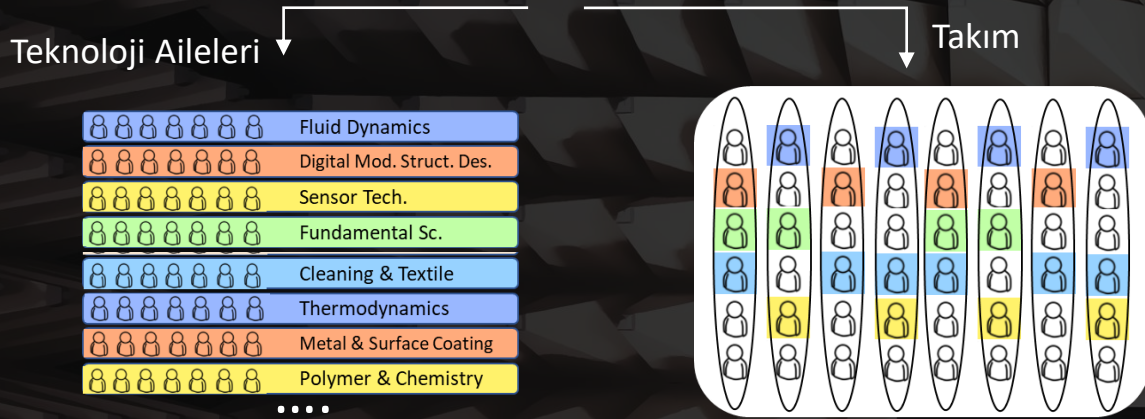 Teknoloji Aileleri
Takım
Fluid Dynamics
Digital Mod. Struct. Des.
Sensor Tech.
Fundamental Sc.
Cleaning & Textile
Thermodynamics
Metal & Surface Coating
Polymer & Chemistry
....